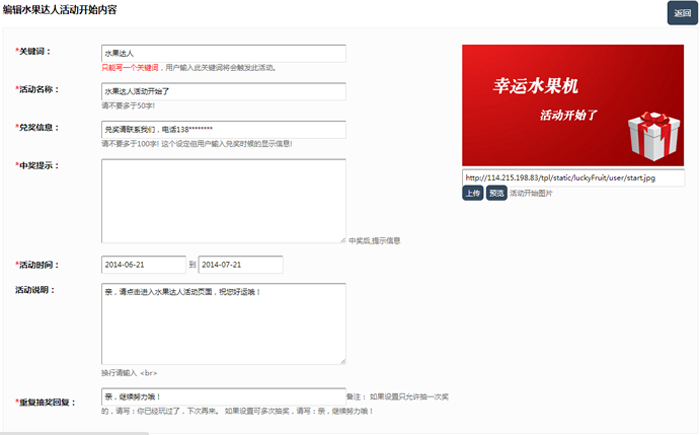 编辑水果达人活动开始内容
返回
*关键词：
水果达人
只能写一个关键词，用户输入此关键词将会触发此活动。
*活动名称：
水果达人活动开始了
请不要多于50字!
*兑奖信息：
兑奖请联系我们，电话138********
请不要多于100字! 这个设定但用户输入兑奖时候的显示信息!
*中奖提示：
中奖后,提示信息
*活动时间：
2014-06-21 到 2014-07-21
活动说明：
亲，请点击进入水果达人活动页面，祝您好运哦！
换行请输入 <br>
*重复抽奖回复：
亲，继续努力哦！
备注： 如果设置只允许抽一次奖
的，请写：你已经玩过了，下次再来。 如果设置可多次抽奖，请写：亲，继续努力哦！
幸运水果机
活动开始了
http://114.215.198.83/tpl/static/luckyFruit/user/start.jpg
上传 预览 活动开始图片